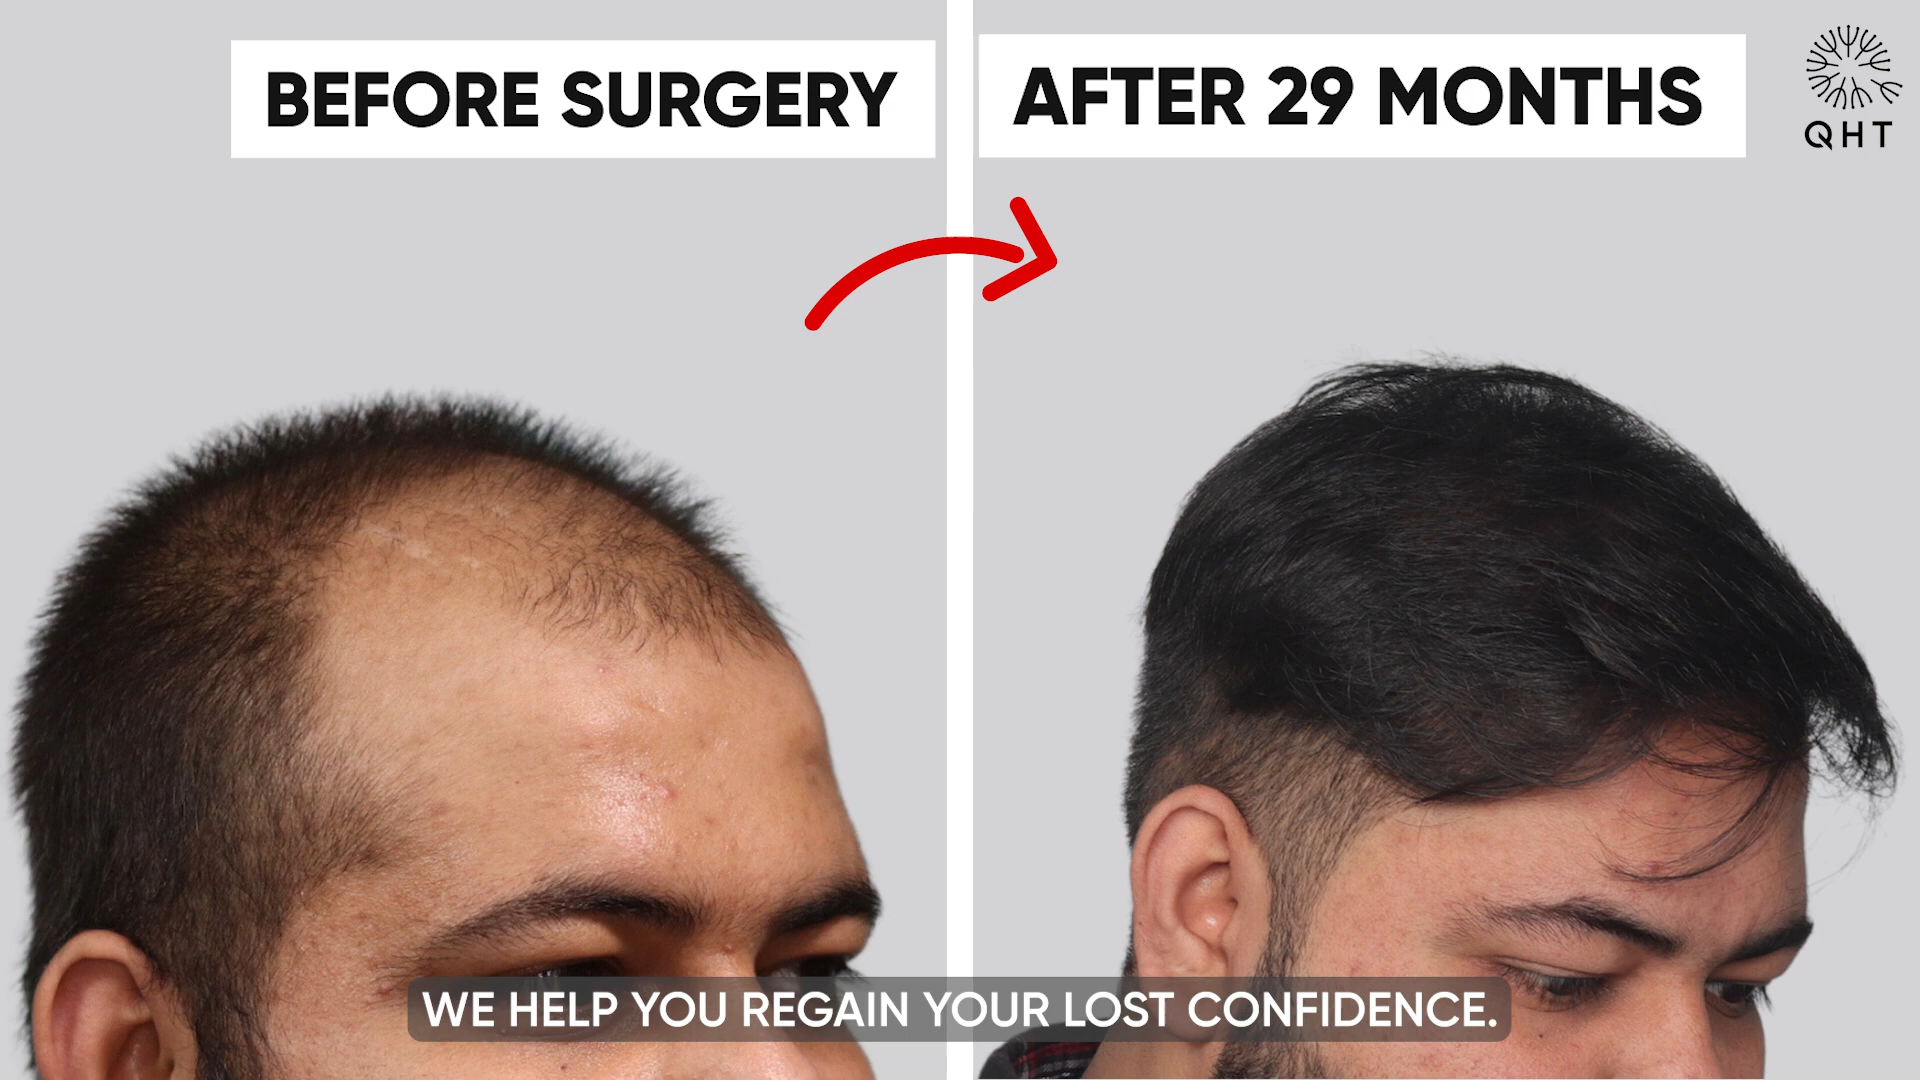 BEFORE SURGERY
AFTER 29 MONTHS
QHT
WE HELP YOU REGAIN YOUR LOST CONFIDENCE.